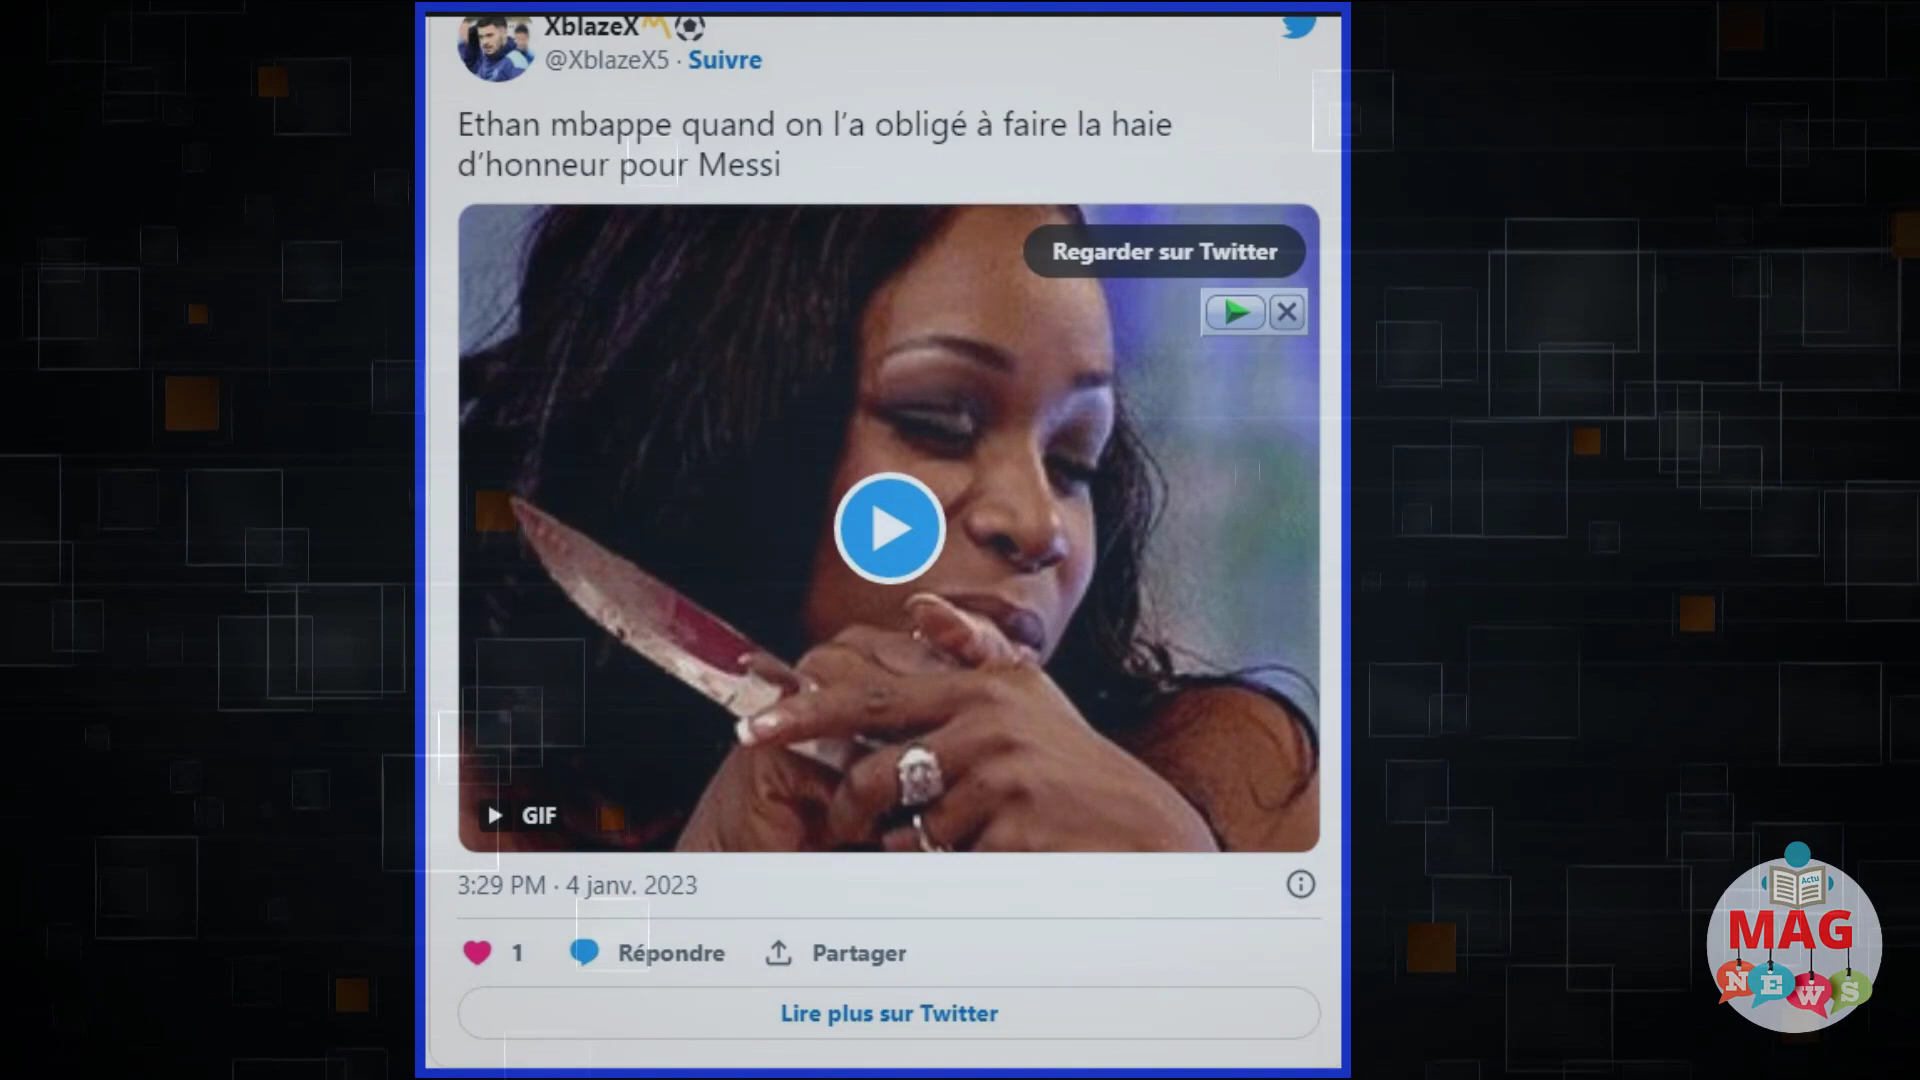 XblazeX
@XblazeX5 · Suivre
Ethan mbappe quand on l'a obligé à faire la haie
d'honneur pour Messi
Regarder sur Twitter
GIF
3:29 PM · 4 janv. 2023
1
Répondre
Partager
Lire plus sur Twitter
Actu
MAG
NEWS